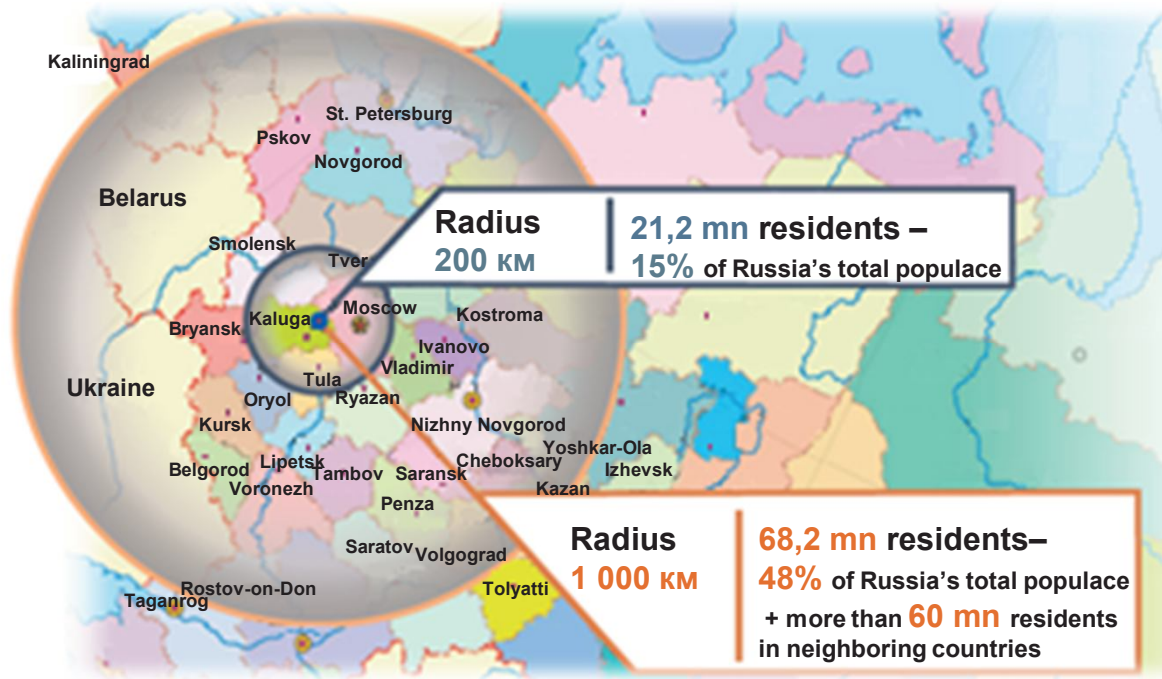 Kaliningrad
St. Petersburg
Pskov
Novgorod
Belarus
Smolensk
Tver
Radius
200 км
21,2 mn residents –
15% of Russia's total populace
Kaluga
Moscow
Bryansk
Kostroma
Ivanovo
Vladimir
Ukraine
Tula
Oryol
Ryazan
Kursk
Nizhny Novgorod
Yoshkar-Ola
Belgorod
Lipetsk
Tambov
Saransk
Cheboksary
Izhevsk
Voronezh
Kazan
Penza
Saratov
Volgograd
Rostov-on-Don
Taganrog
Tolyatti
Radius
1 000 км
68,2 mn residents–
48% of Russia's total populace
+ more than 60 mn residents
in neighboring countries